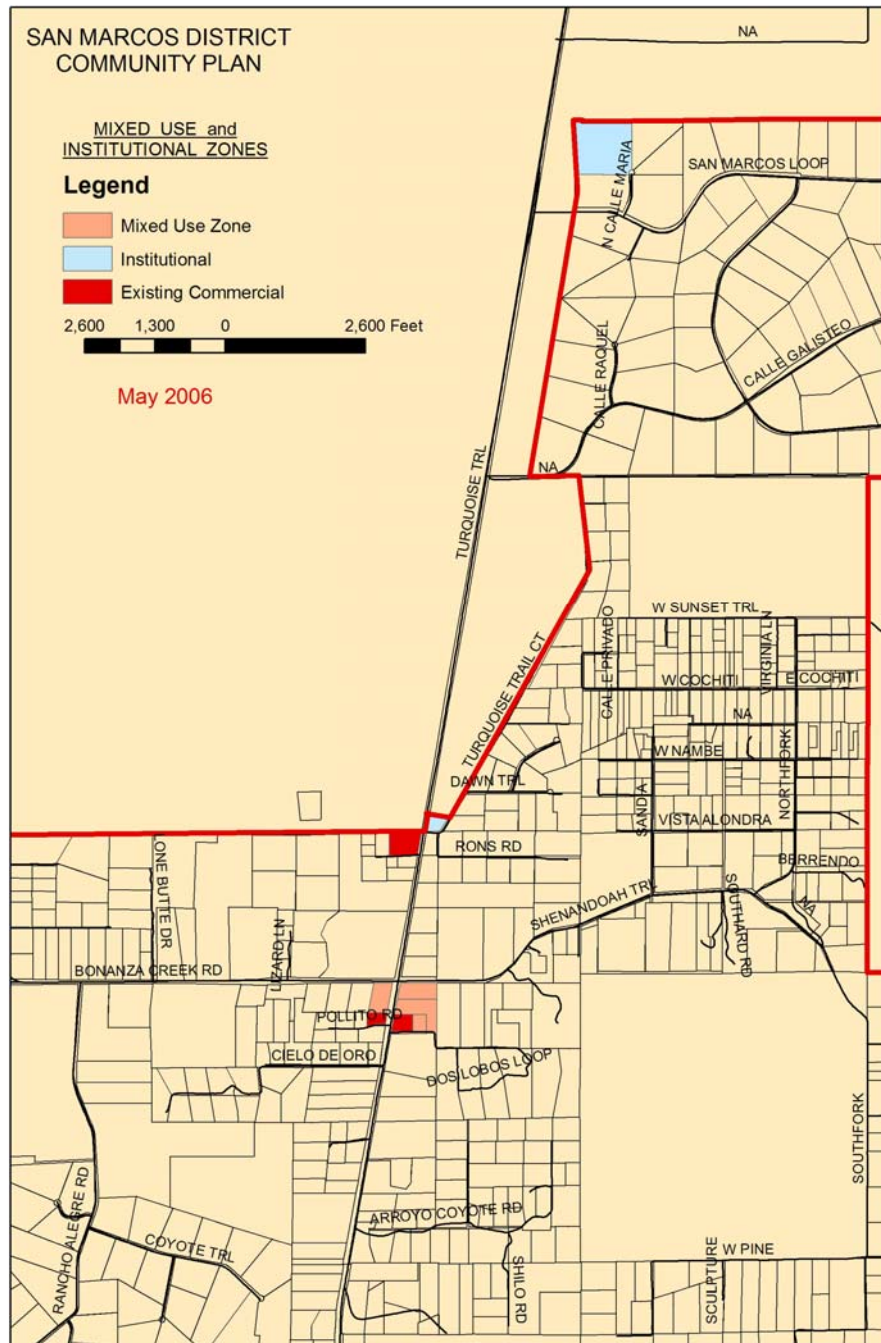 SAN MARCOS DISTRICT
COMMUNITY PLAN
MIXED USE and
INSTITUTIONAL ZONES
Legend
Mixed Use Zone
Institutional
Existing Commercial
2,600 1,300 0 2,600 Feet
May 2006
NA
SAN MARCOS LOOP
N CALLE MARIA
CALLE GALISTEO
CALLE RAQUEL
NA
TURQUOISE TRL
W SUNSET TRL
CALLE PRIVADO
VIRGINIA LN
W COCHITI
E COCHITI
NA
TURQUOISE TRAIL CT
W NAMBE
DAWN TRL
SAND A
NORTHFORK
VISTA ALONDRA
RONS RD
BERRENDO
LONE BUTTE DR
SHENANDOAH TRL
SOUTHARD RD
NA
LIZARD LN
BONANZA CREEK RD
POLLITO RD
CIELO DE ORO
DOS LOBOS LOOP
SOUTHFORK
RANCHO ALEGRE RD
ARROYO COYOTE RD
COYOTE TRL
SHILO RD
SCULPTURE
W PINE